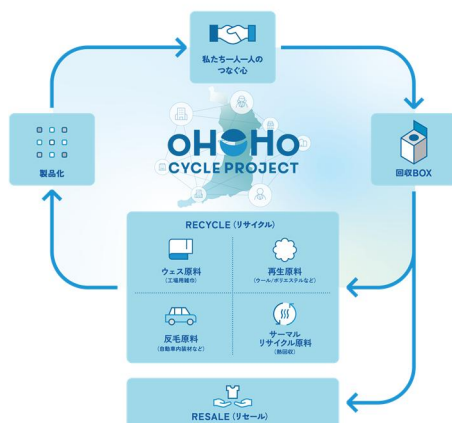 私たち一人一人の
つなぐ心
oHoHo
CYCLE PROJECT
製品化
回収BOX
RECYCLE（リサイクル）
ウェス原料
（工場用雑巾）
再生原料
（ウール/ポリエステルなど）
反毛原料
（自動車内装材など）
サーマル
リサイクル原料
（熱回収）
RESALE（リセール）